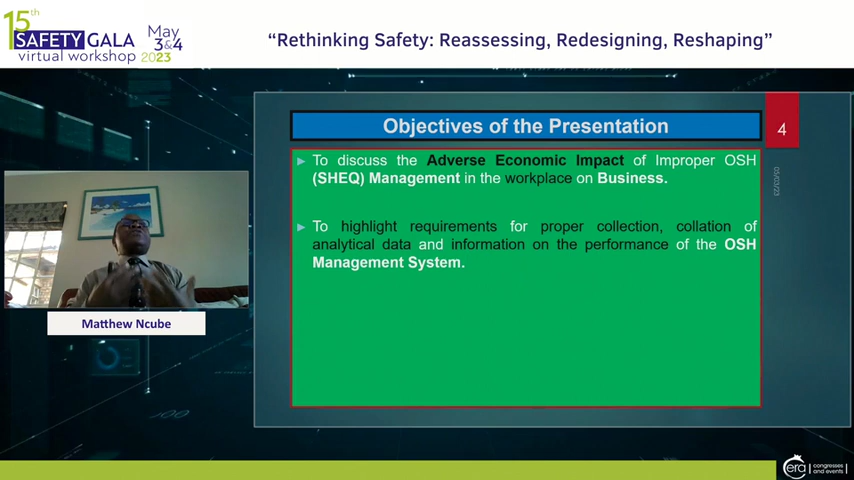 15th
SAFETY GALA
virtual workshop
May
3&4
2023
“Rethinking Safety: Reassessing, Redesigning, Reshaping”
Objectives of the Presentation
4
To discuss the Adverse Economic Impact of Improper OSH
(SHEQ) Management in the workplace on Business.
To highlight requirements for proper collection, collation of
analytical data and information on the performance of the OSH
Management System.
05/03/23
Matthew Ncube
era congresses
and events